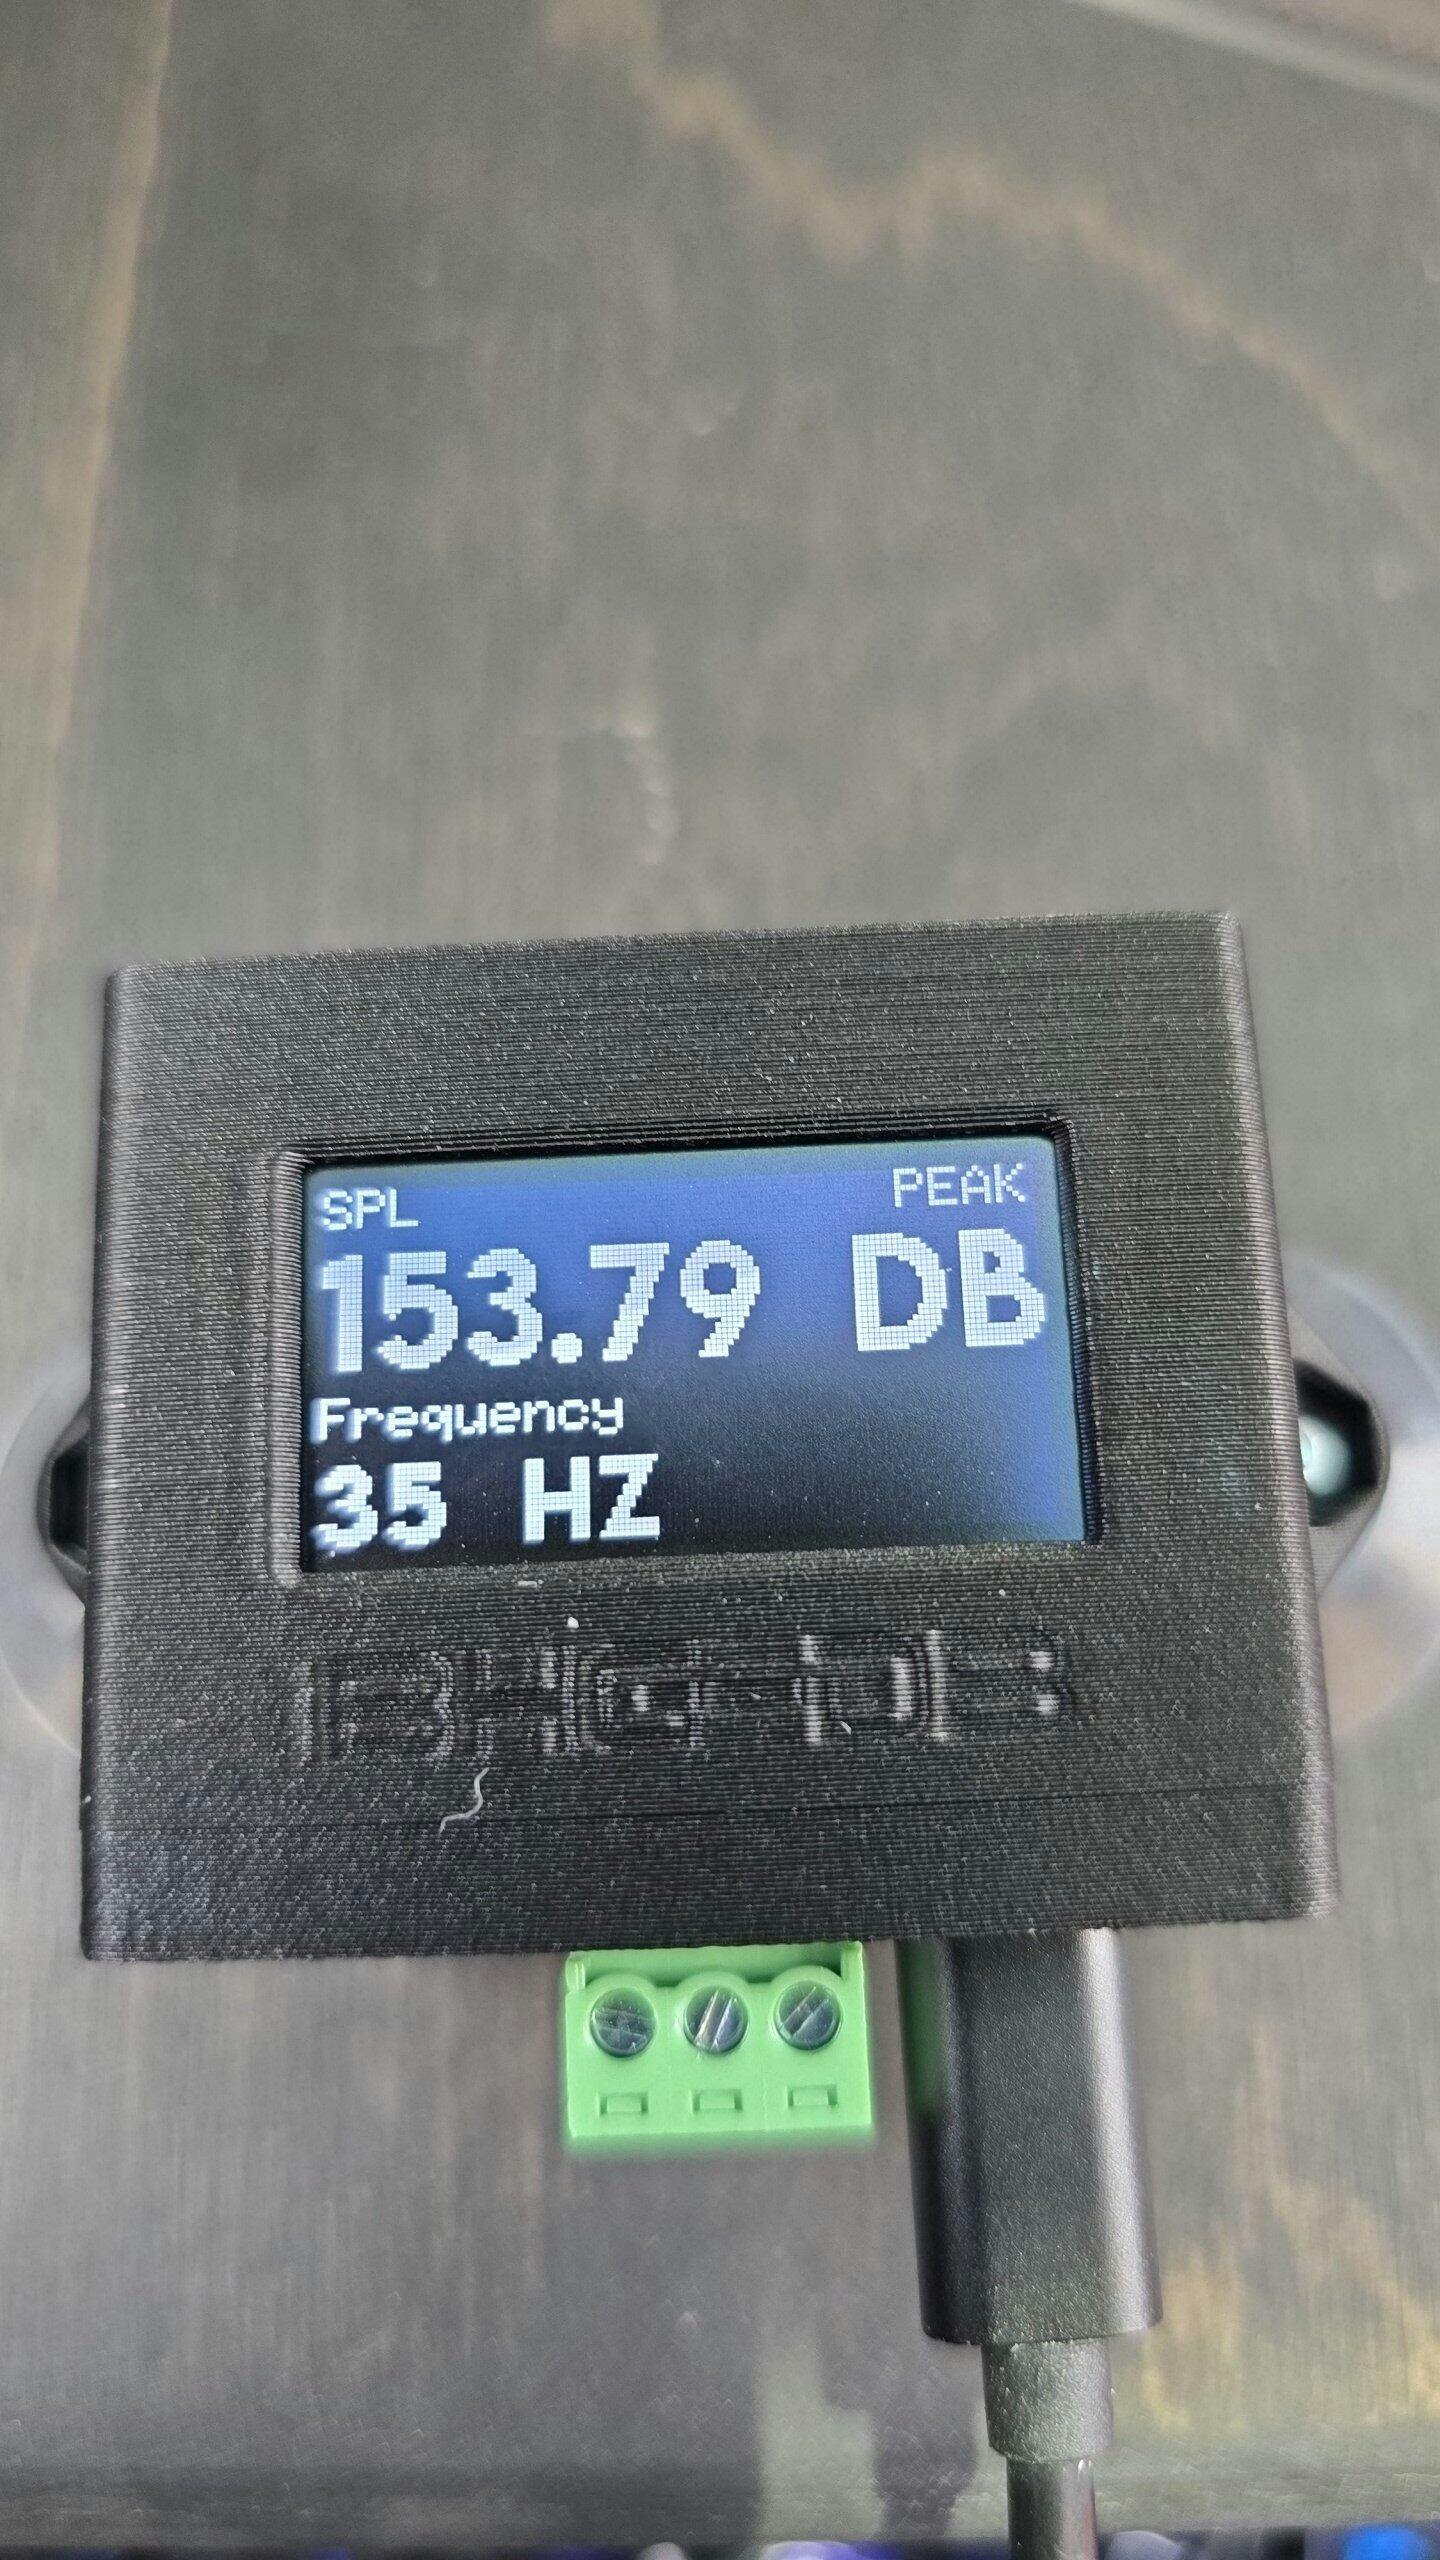 SPL PEAK
153.79 DB
Frequency
35 HZ